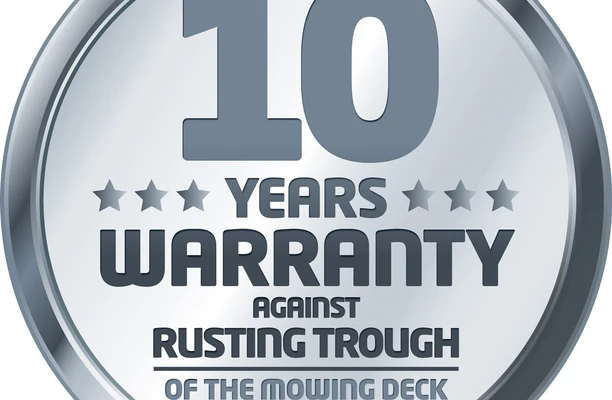 10
YEARS
WARRANTY
AGAINST
RUSTING TROUGH
OF THE MOWING DECK